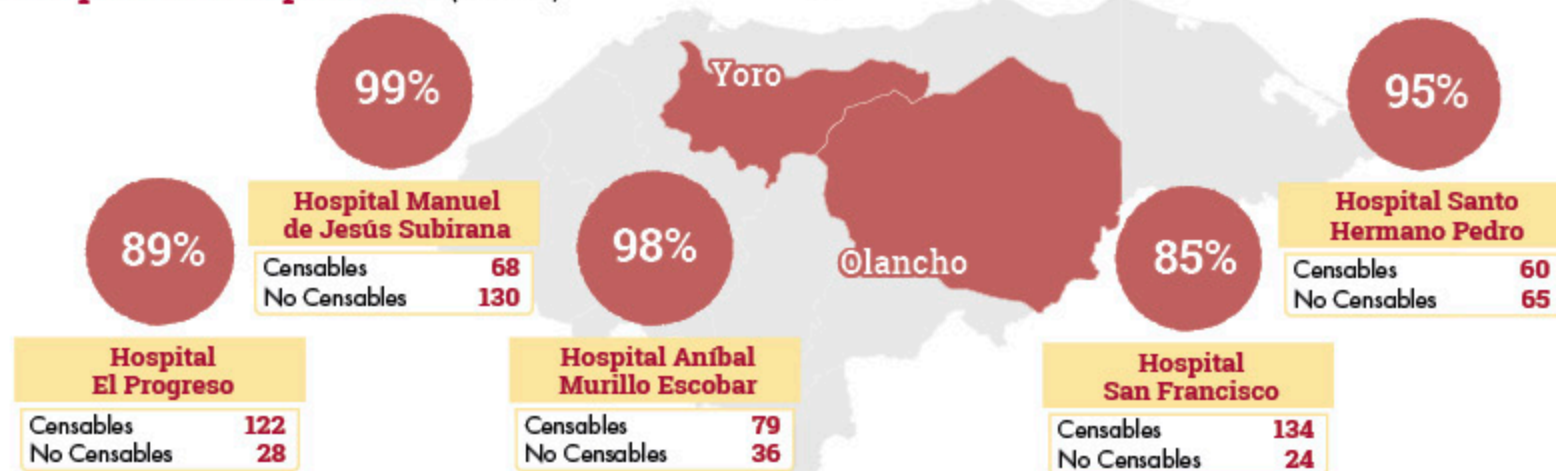 99%
Hospital Manuel
de Jesús Subirana
Censables 68
No Censables 130
89%
Hospital
El Progreso
Censables 122
No Censables 28
Yoro
Olancho
98%
Hospital Aníbal
Murillo Escobar
Censables 79
No Censables 36
85%
Hospital
San Francisco
Censables 134
No Censables 24
95%
Hospital Santo
Hermano Pedro
Censables 60
No Censables 65